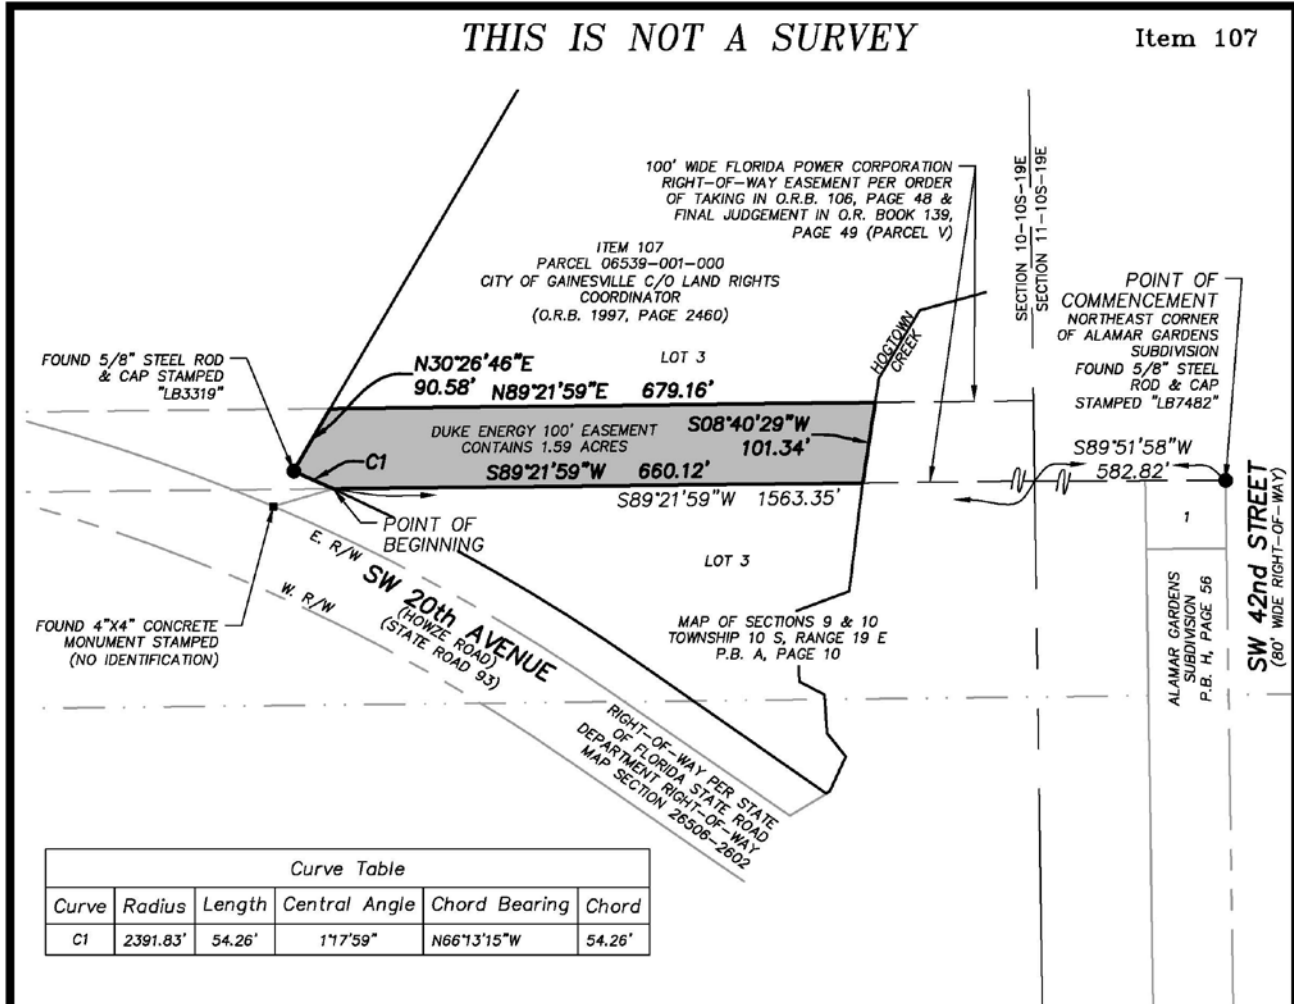 THIS IS NOT A SURVEY
Item 107
100' WIDE FLORIDA POWER CORPORATION
RIGHT-OF-WAY EASEMENT PER ORDER
OF TAKING IN O.R.B. 106, PAGE 48 &
FINAL JUDGEMENT IN O.R. BOOK 139,
PAGE 49 (PARCEL V)
SECTION 10-10S-19E
SECTION 11-10S-19E
ITEM 107
PARCEL 06539-001-000
CITY OF GAINESVILLE C/O LAND RIGHTS
COORDINATOR
(O.R.B. 1997, PAGE 2460)
POINT OF
COMMENCEMENT
NORTHEAST CORNER
OF ALAMAR GARDENS
SUBDIVISION
FOUND 5/8" STEEL
ROD & CAP
STAMPED "LB7482"
HOGTOWN
CREEK
FOUND 5/8" STEEL ROD
& CAP STAMPED
"LB3319"
LOT 3
N30°26'46"E
90.58'
N89°21'59"E 679.16'
DUKE ENERGY 100' EASEMENT
CONTAINS 1.59 ACRES
S08°40'29"W
101.34'
C1
S89°21'59"W 660.12'
S89°21'59"W 1563.35'
S89°51'58"W
582.82'
POINT OF
BEGINNING
1
SW 42nd STREET
(80' WIDE RIGHT-OF-WAY)
ALAMAR GARDENS
SUBDIVISION
P.B. H, PAGE 56
E. R/W
W. R/W
SW 20th AVENUE
(HOWZE ROAD)
(STATE ROAD 93)
LOT 3
FOUND 4"X4" CONCRETE
MONUMENT STAMPED
(NO IDENTIFICATION)
MAP OF SECTIONS 9 & 10
TOWNSHIP 10 S, RANGE 19 E
P.B. A, PAGE 10
RIGHT-OF-WAY PER STATE
OF FLORIDA STATE ROAD
DEPARTMENT RIGHT-OF-WAY
MAP SECTION 26506-2602
Curve Table
Curve Radius Length Central Angle Chord Bearing Chord
C1 2391.83' 54.26' 1°17'59" N66°13'15"W 54.26'